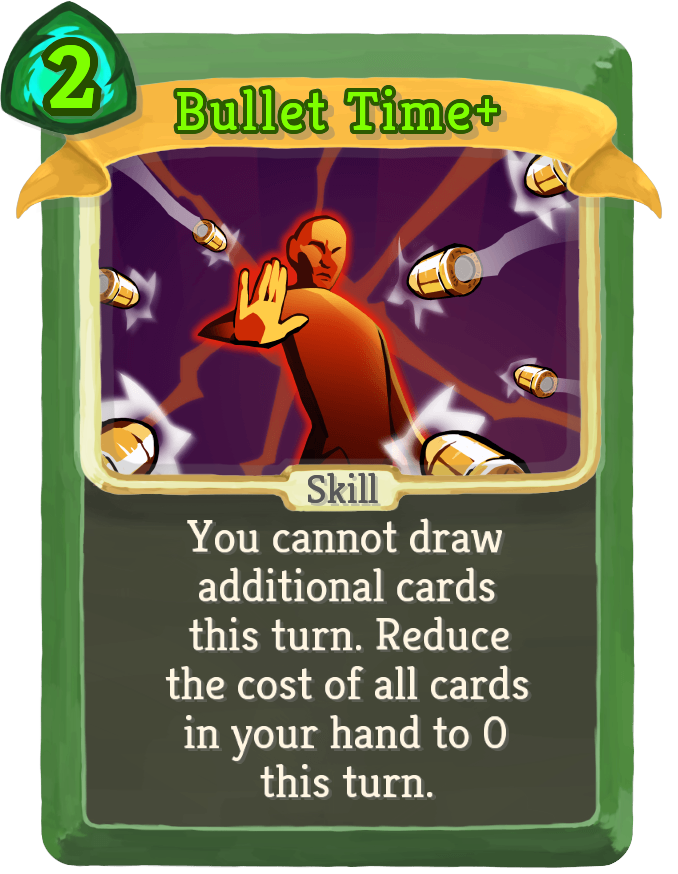 2
Bullet Time+
Skill
You cannot draw
additional cards
this turn. Reduce
the cost of all cards
in your hand to 0
this turn.